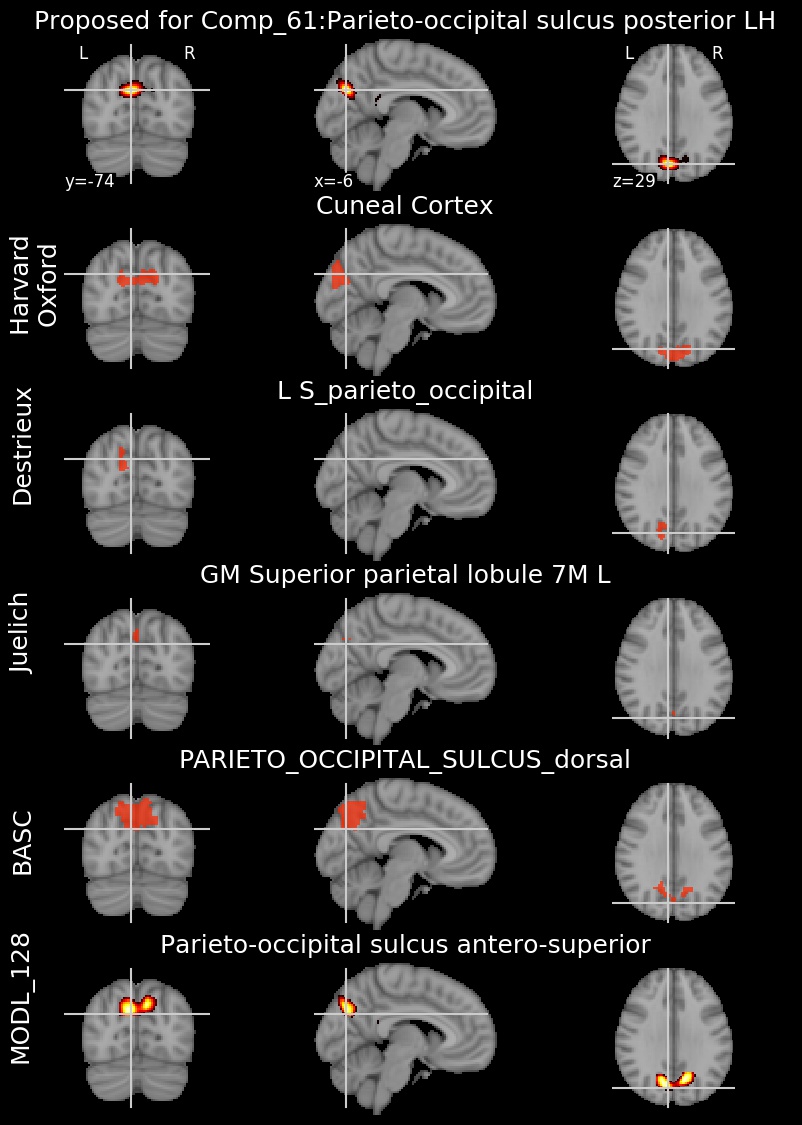 Proposed for Comp_61:Parieto-occipital sulcus posterior LH
L R L R
y=-74 x=-6 z=29
Cuneal Cortex
Harvard
Oxford
L S_parieto_occipital
Destrieux
GM Superior parietal lobule 7M L
Juelich
PARIETO_OCCIPITAL_SULCUS_dorsal
BASC
Parieto-occipital sulcus antero-superior
MODL_128